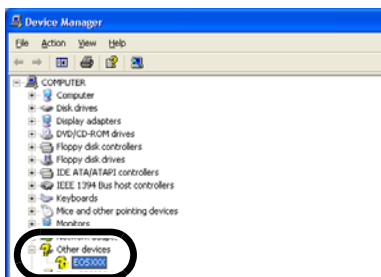 Device Manager
File Action View Help
COMPUTER
Computer
Disk drives
Display adapters
DVD/CD-ROM drives
Floppy disk controllers
Floppy disk drives
IDE ATA/ATAPI controllers
IEEE 1394 Bus host controllers
Keyboards
Mice and other pointing devices
Monitors
Other devices
EOSXXX